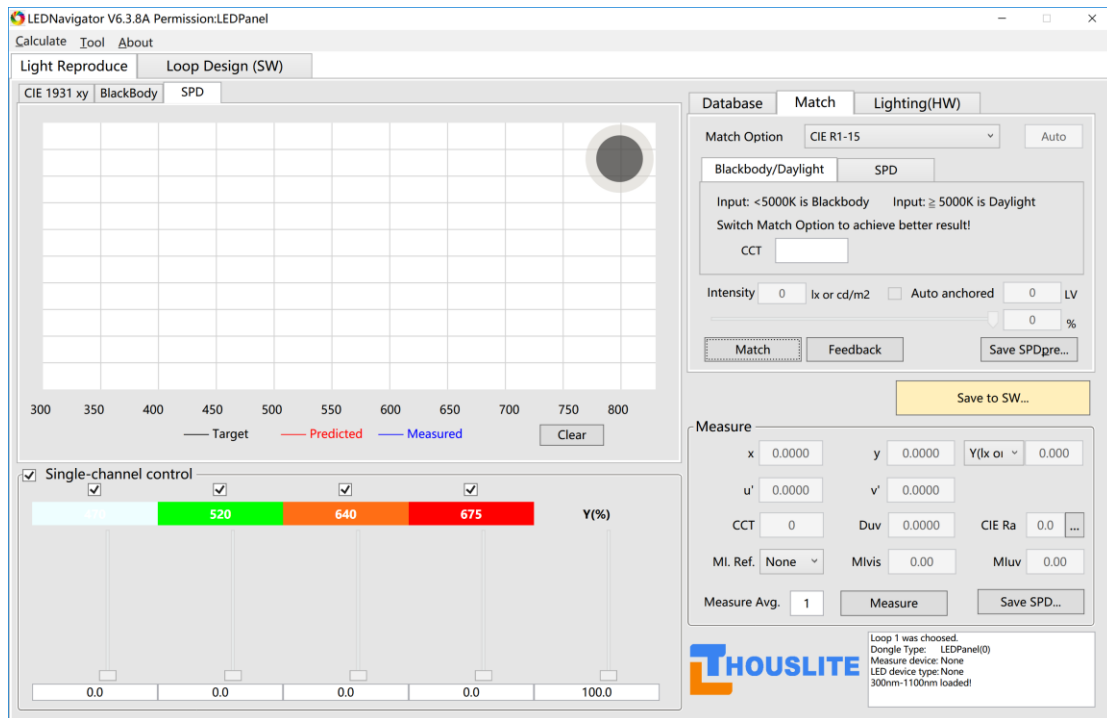 LEDNavigator V6.3.8A Permission:LEDPanel
Calculate Tool About
Light Reproduce Loop Design (SW)
CIE 1931 xy BlackBody SPD
300 350 400 450 500 550 600 650 700 750 800
Target Predicted Measured Clear
Single-channel control
520 640 675 Y(%)
0.0 0.0 0.0 0.0 100.0
Database Match Lighting(HW)
Match Option CIE R1-15 Auto
Blackbody/Daylight SPD
Input: <5000K is Blackbody Input: ≧ 5000K is Daylight
Switch Match Option to achieve better result!
CCT
Intensity 0 lx or cd/m2 Auto anchored 0 LV
0 %
Match Feedback Save SPDpre...
Save to SW...
Measure
x 0.0000 y 0.0000 Y(lx or 0.000
u' 0.0000 v' 0.0000
CCT 0 Duv 0.0000 CIE Ra 0.0 ...
MI. Ref. None MIvis 0.00 MIuv 0.00
Measure Avg. 1 Measure Save SPD...
THOUSLITE
Loop 1 was choosed.
Dongle Type: LEDPanel(0)
Measure device: None
LED device type: None
300nm-1100nm loaded!